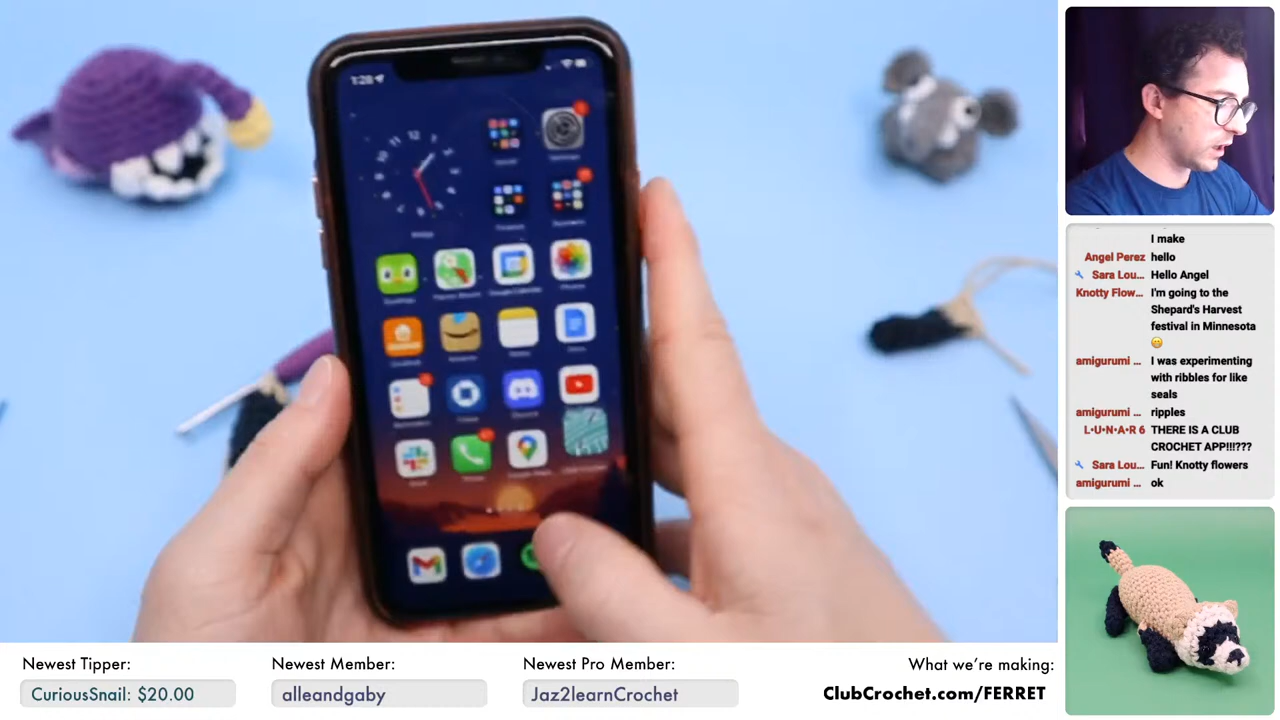 1:28
12
I make
Angel Perez hello
Sara Lou... Hello Angel
Knotty Flow... I'm going to the
Shepard's Harvest
festival in Minnesota
amigurumi ... I was experimenting
with ribbles for like
seals
amigurumi ... ripples
L•U•N•A•R 6 THERE IS A CLUB
CROCHET APP!!!???
Sara Lou... Fun! Knotty flowers
amigurumi ... ok
Newest Tipper:
CuriousSnail: $20.00
Newest Member:
alleandgaby
Newest Pro Member:
Jaz2learnCrochet
What we're making:
ClubCrochet.com/FERRET